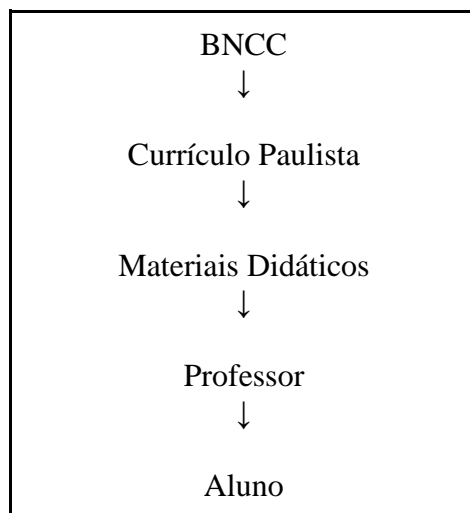 BNCC
↓
Currículo Paulista
↓
Materiais Didáticos
↓
Professor
↓
Aluno